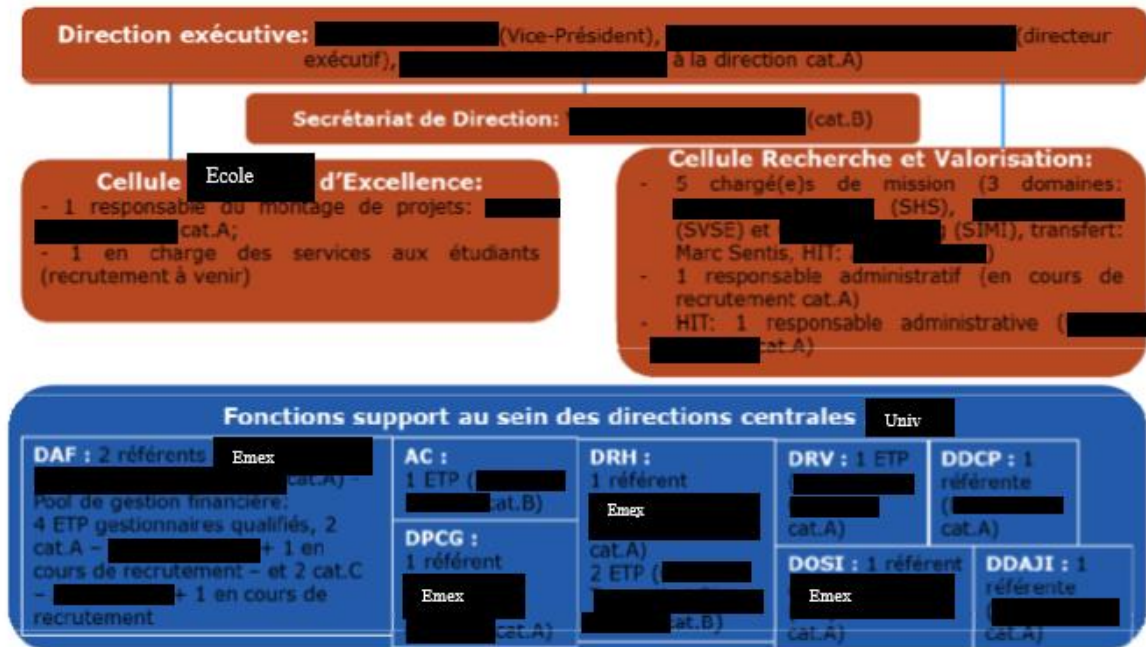 Direction exécutive: (Vice-Président), (directeur
exécutif), à la direction cat.A)
Secrétariat de Direction: (cat.B)
Cellule Ecole d'Excellence:
- 1 responsable du montage de projets:
cat.A;
- 1 en charge des services aux étudiants
(recrutement à venir)
Cellule Recherche et Valorisation:
- 5 chargé(e)s de mission (3 domaines:
(SHS),
(SVSE) et (SIMI), transfert:
Marc Sentis, HIT: )
- 1 responsable administratif (en cours de
recrutement cat.A)
- HIT: 1 responsable administrative (
cat.A)
Fonctions support au sein des directions centrales Univ
DAF : 2 référents Emex
cat.A) -
Pool de gestion financière:
4 ETP gestionnaires qualifiés, 2
cat.A – + 1 en
cours de recrutement – et 2 cat.C
– + 1 en cours de
recrutement
AC :
1 ETP (
cat.B)
DPCG :
1 référent
Emex
cat.A)
DRH :
1 référent
Emex
cat.A)
2 ETP (
cat.B)
DRV : 1 ETP
(
cat.A)
DDCP : 1
référente
(
cat.A)
DOSI : 1 référent
Emex
cat.A)
DDAJI : 1
référente
(
cat.A)